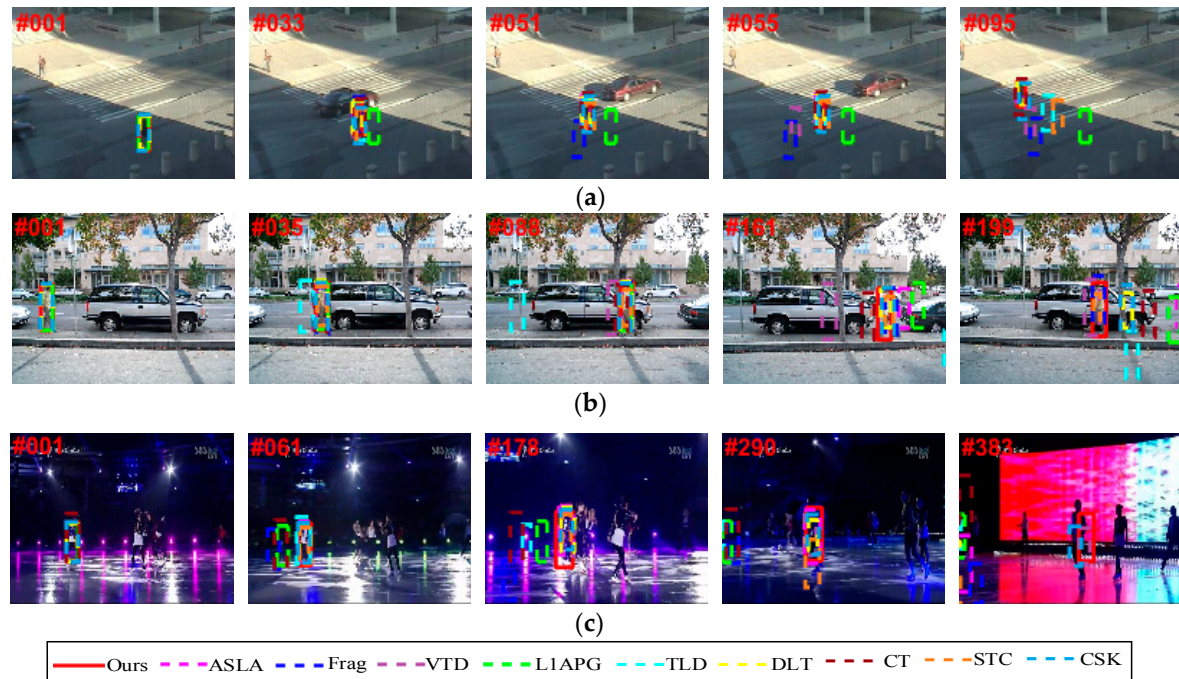 #001 #033 #051 #055 #095
(a)
#001 #035 #088 #161 #199
(b)
#001 #061 #178 #290 #383
(c)
Ours ASLA Frag VTD L1APG TLD DLT CT STC CSK